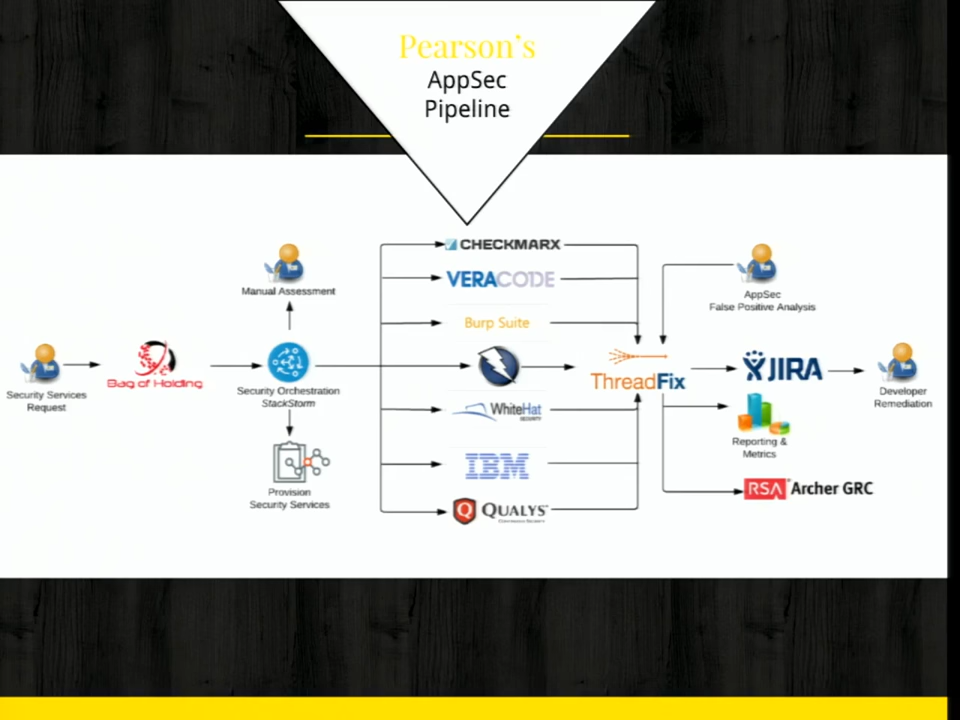 Pearson's
AppSec
Pipeline
Security Services
Request
Bag of Holding
Manual Assessment
Security Orchestration
StackStorm
Provision
Security Services
CHECKMARX
VERACODE
Burp Suite
WhiteHat
SECURITY
IBM
QUALYS
ThreadFix
AppSec
False Positive Analysis
JIRA
Reporting &
Metrics
RSA Archer GRC
Developer
Remediation